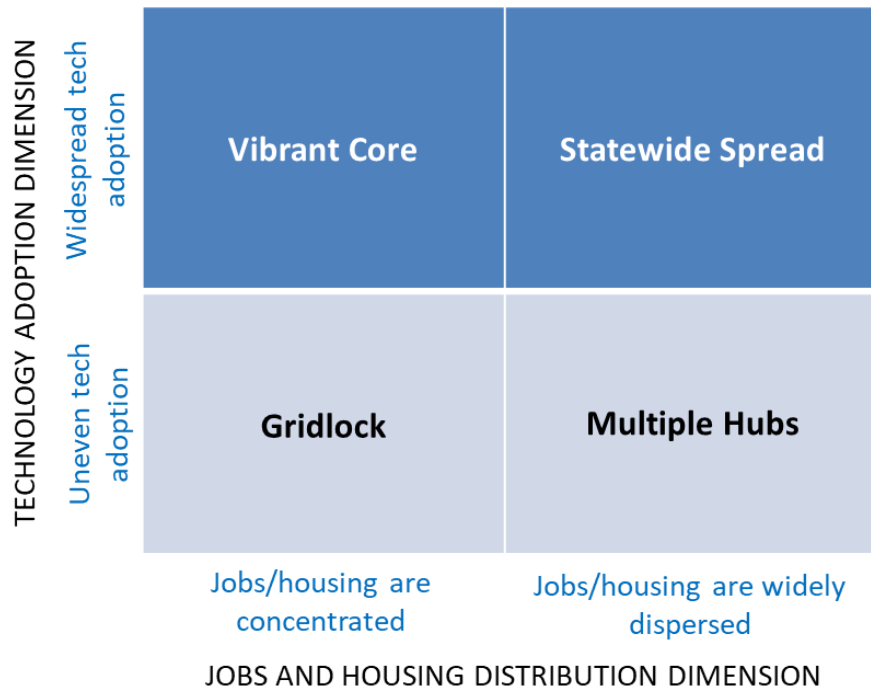 TECHNOLOGY ADOPTION DIMENSION
Widespread tech
adoption
Vibrant Core
Statewide Spread
Uneven tech
adoption
Gridlock
Multiple Hubs
Jobs/housing are
concentrated
Jobs/housing are widely
dispersed
JOBS AND HOUSING DISTRIBUTION DIMENSION